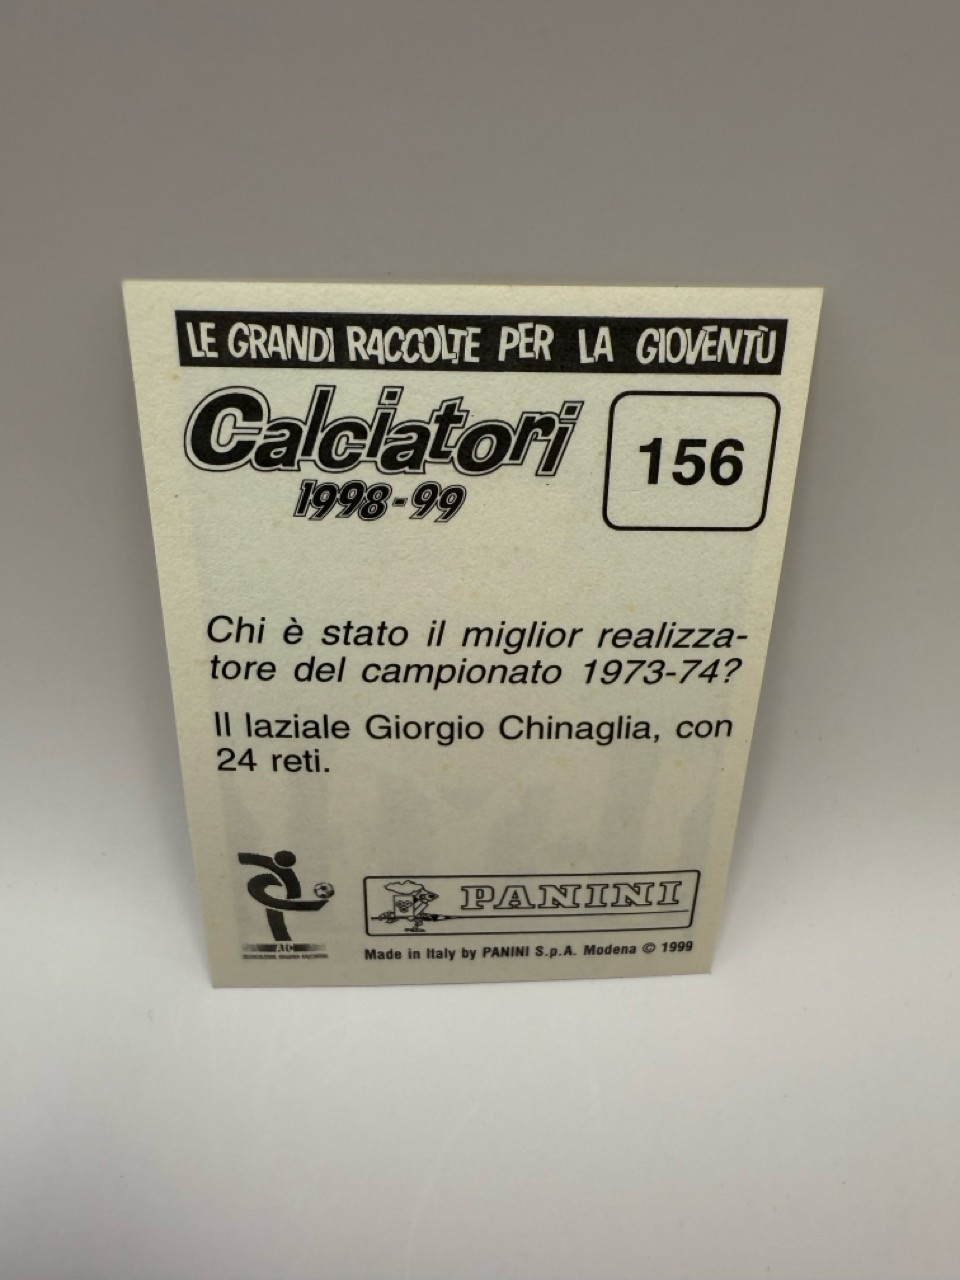 LE GRANDI RACCOLTE PER LA GIOVENTÙ
Calciatori
1998-99
156
Chi è stato il miglior realizza-
tore del campionato 1973-74?
Il laziale Giorgio Chinaglia, con
24 reti.
AIC
PANINI
Made in Italy by PANINI S.p.A. Modena © 1999